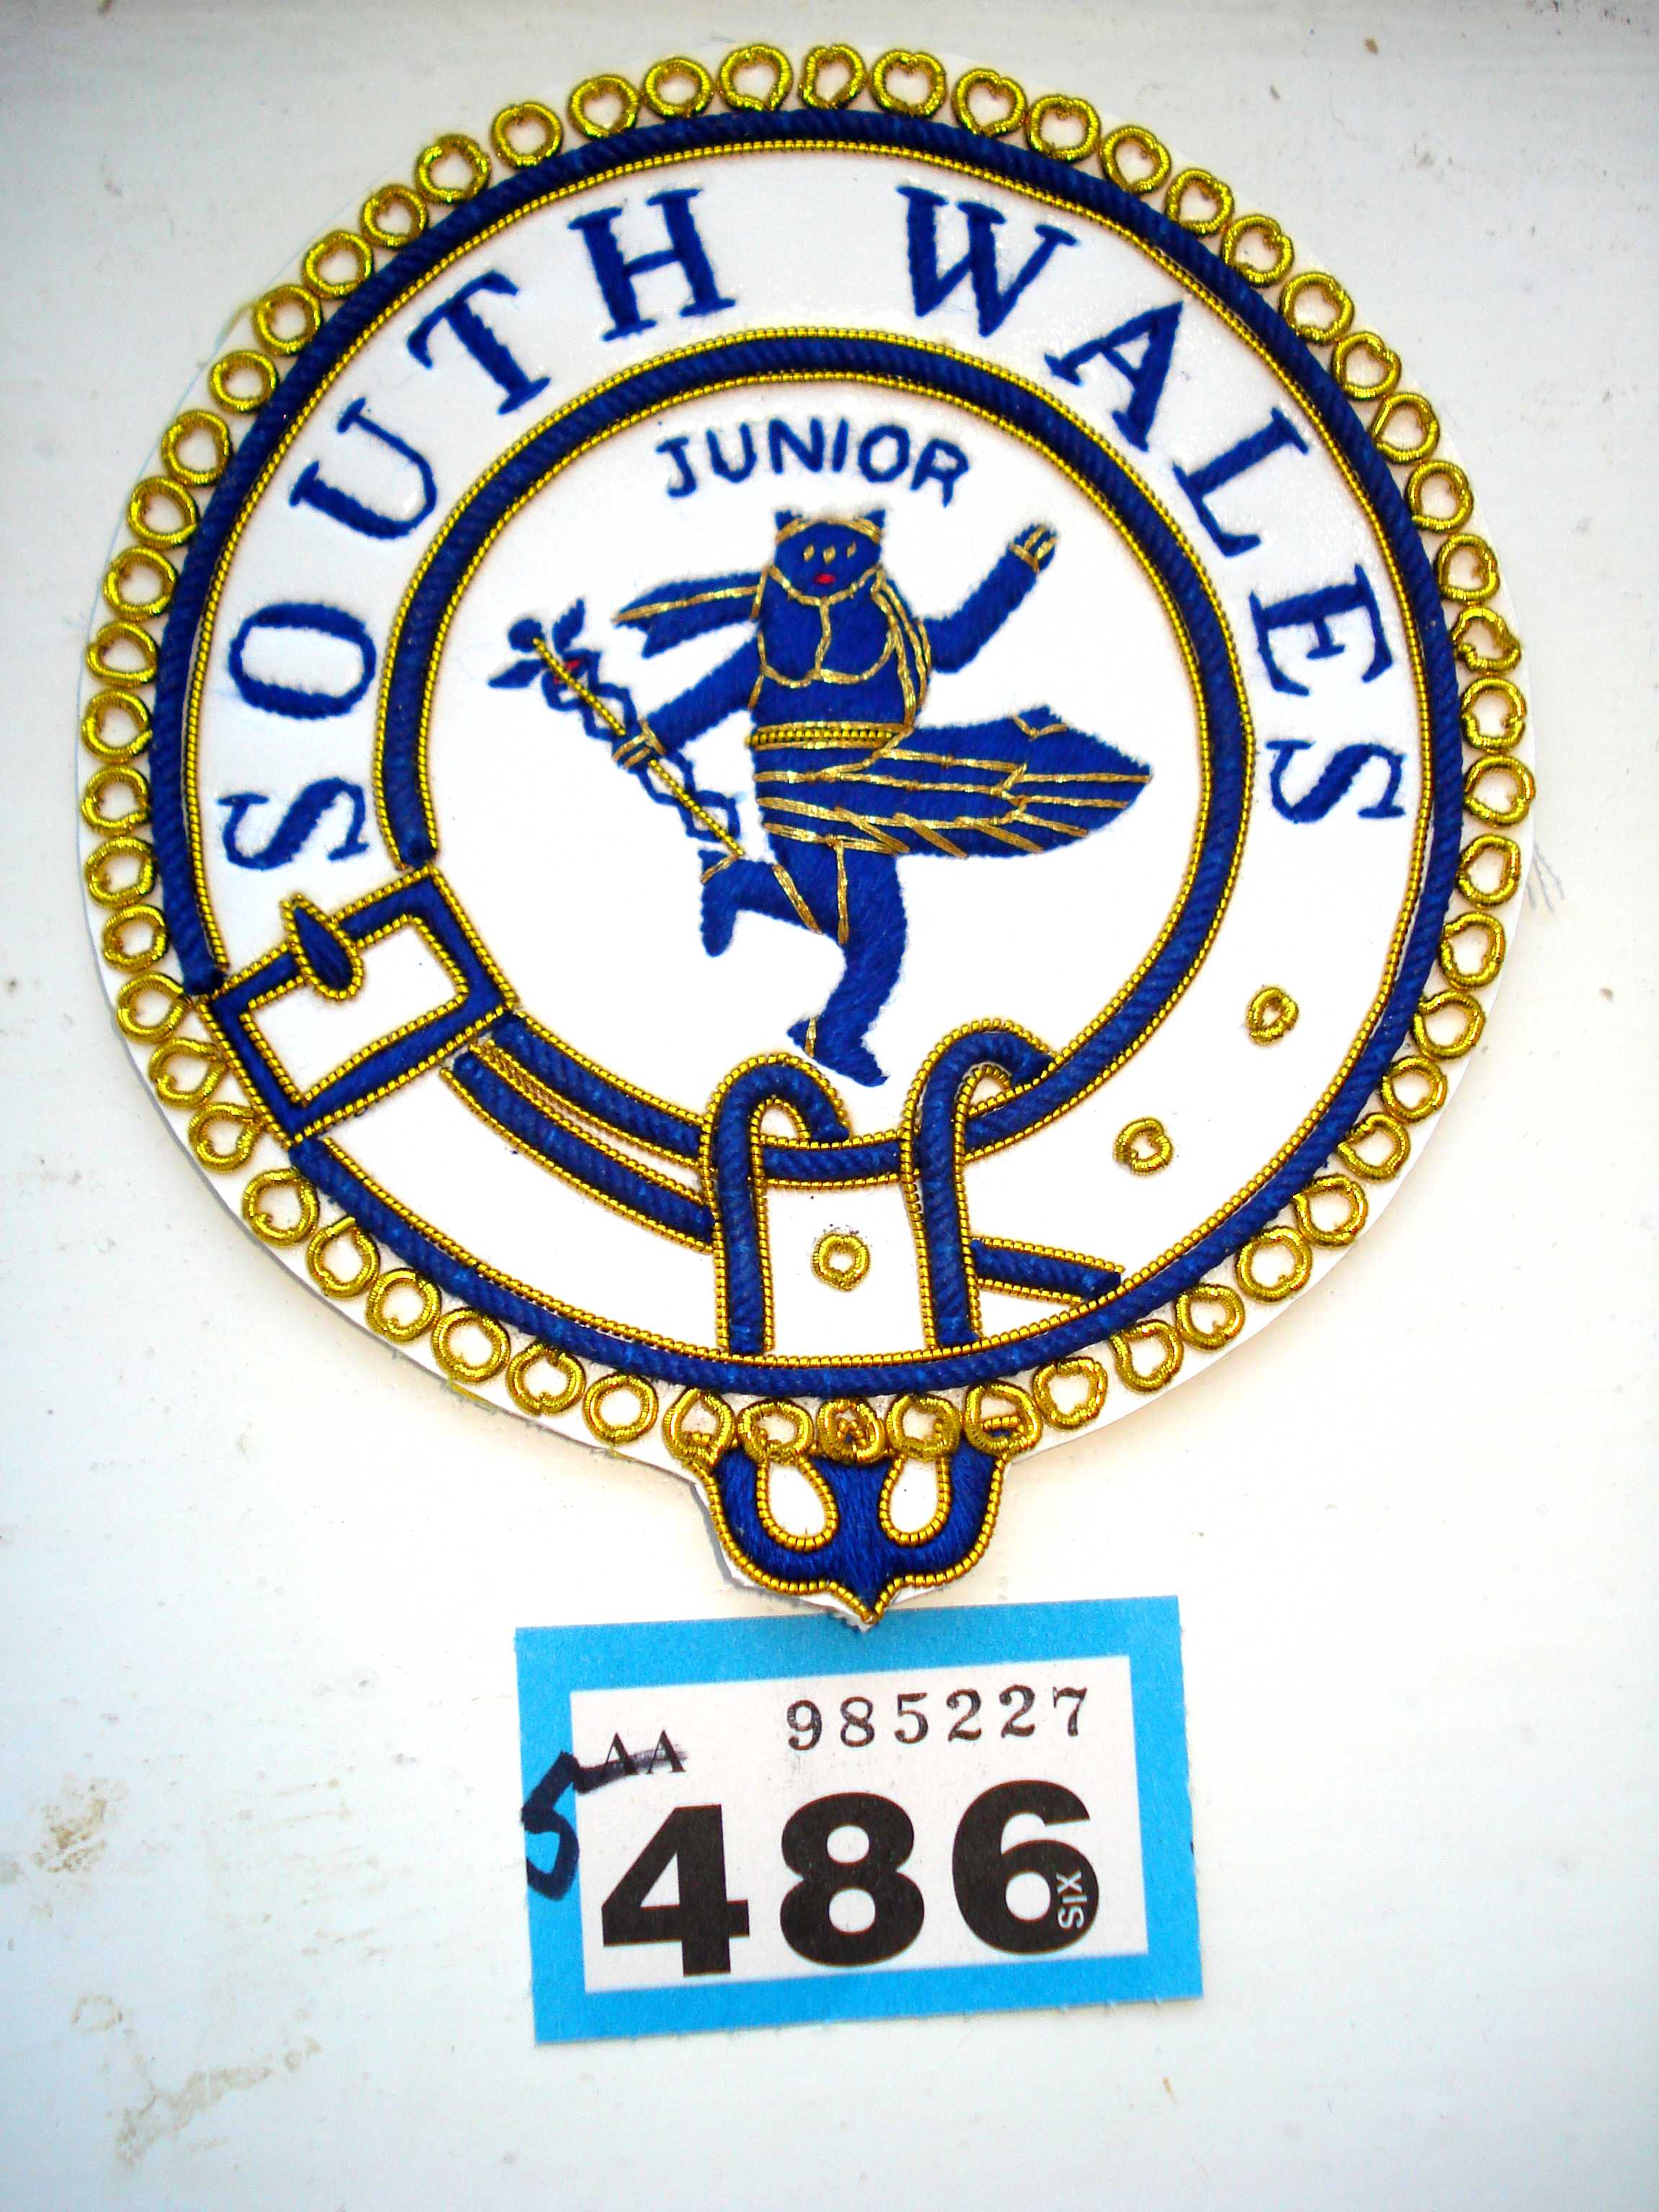 SOUTH WALES
JUNIOR
AA 985227
5
486
SIX